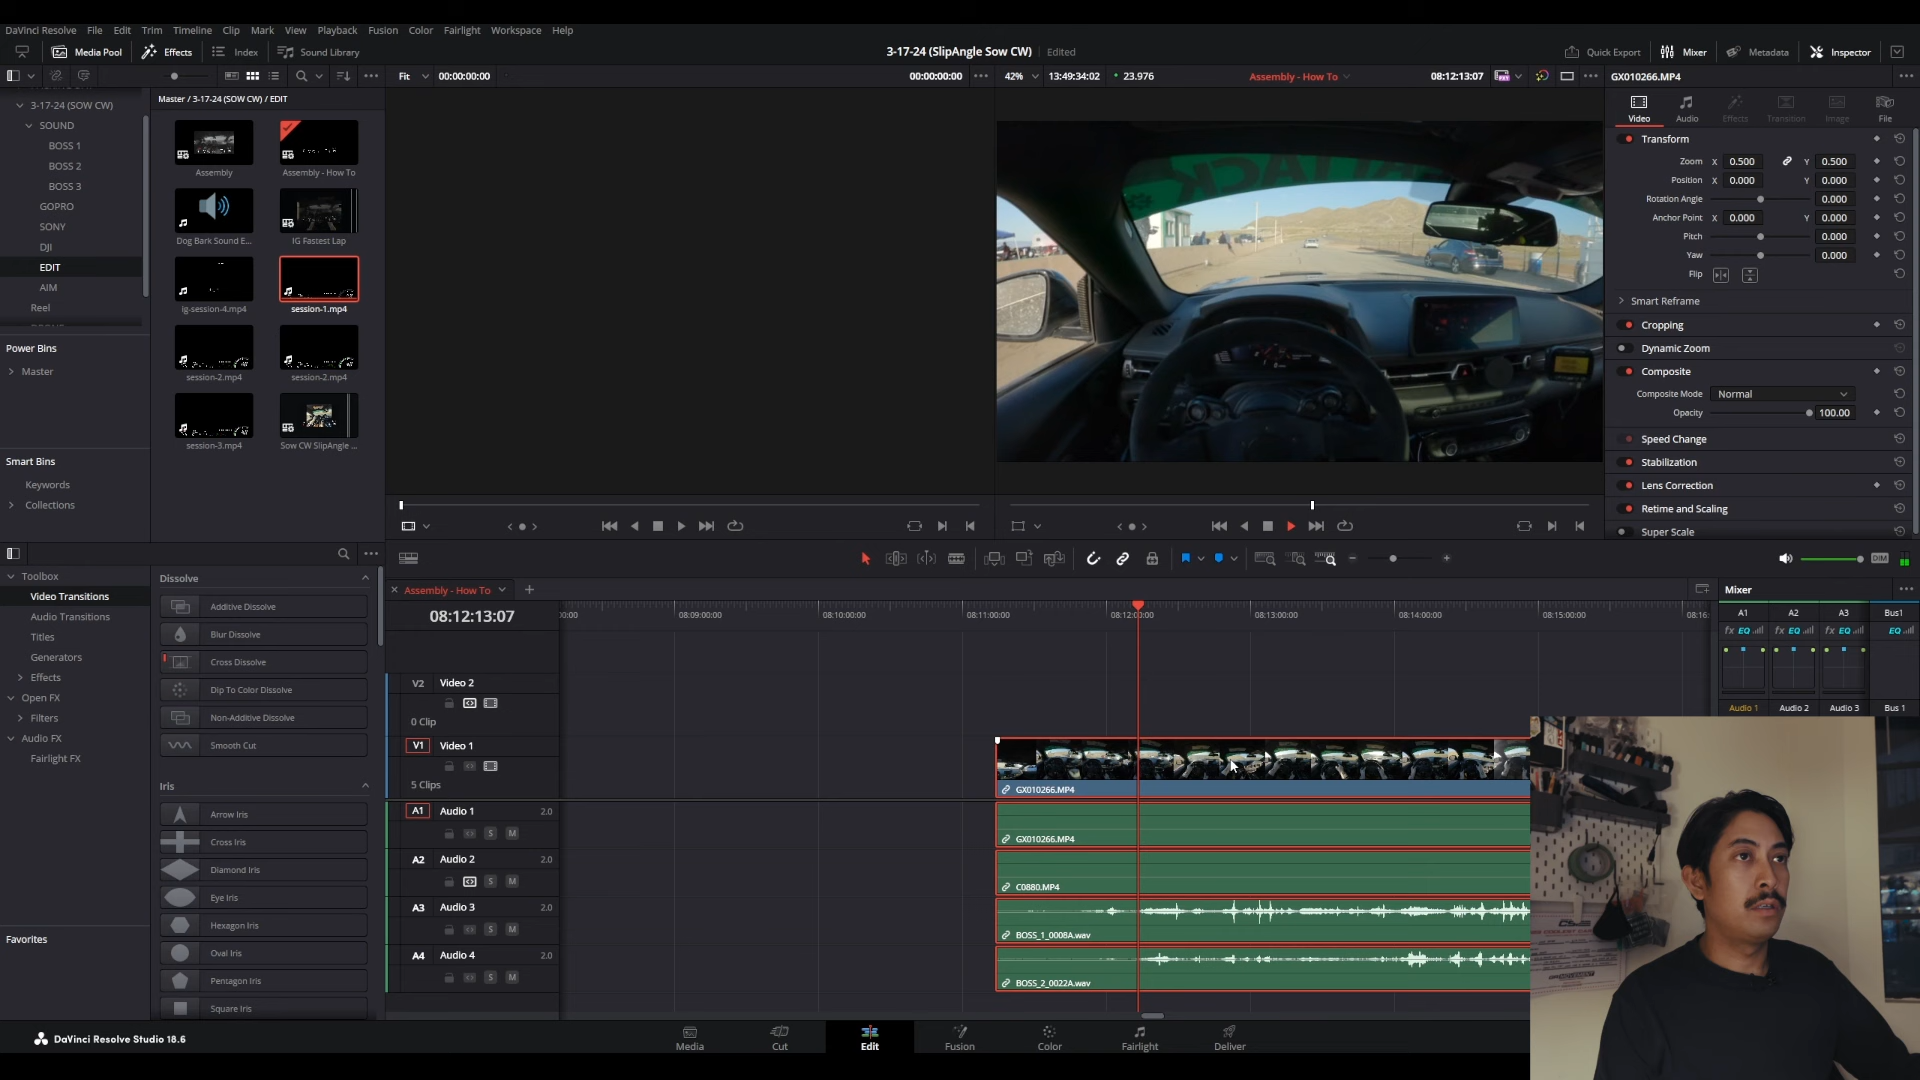 DaVinci Resolve File Edit Trim Timeline Clip Mark View Playback Fusion Color Fairlight Workspace Help
Media Pool Effects Index Sound Library
3-17-24 (SlipAngle Sow CW) Edited
Quick Export Mixer Metadata Inspector
Fit 00:00:00:00 00:00:00:00
42% 13:49:34:02 23.976 Assembly - How To 08:12:13:07
GX010266.MP4
3-17-24 (SOW CW)
SOUND
BOSS 1
BOSS 2
BOSS 3
GOPRO
SONY
DJI
EDIT
AIM
Reel
Power Bins
Master
Smart Bins
Keywords
Collections
Master / 3-17-24 (SOW CW) / EDIT
Assembly
Assembly - How To
Dog Bark Sound E...
IG Fastest Lap
ig-session-4.mp4
session-1.mp4
session-2.mp4
session-2.mp4
session-3.mp4
Sow CW SlipAngle ...
Video Audio Effects Transition Image File
Transform
Zoom X 0.500 Y 0.500
Position X 0.000 Y 0.000
Rotation Angle 0.000
Anchor Point X 0.000 Y 0.000
Pitch 0.000
Yaw 0.000
Flip
Smart Reframe
Cropping
Dynamic Zoom
Composite
Composite Mode Normal
Opacity 100.00
Speed Change
Stabilization
Lens Correction
Retime and Scaling
Super Scale
DIM
Toolbox
Video Transitions
Audio Transitions
Titles
Generators
Effects
Open FX
Filters
Audio FX
Fairlight FX
Favorites
Dissolve
Additive Dissolve
Blur Dissolve
Cross Dissolve
Dip To Color Dissolve
Non-Additive Dissolve
Smooth Cut
Iris
Arrow Iris
Cross Iris
Diamond Iris
Eye Iris
Hexagon Iris
Oval Iris
Pentagon Iris
Square Iris
Assembly - How To
08:12:13:07
00:00 08:09:00:00 08:10:00:00 08:11:00:00 08:12:00:00 08:13:00:00 08:14:00:00 08:15:00:00 08:16:
V2 Video 2
0 Clip
V1 Video 1
5 Clips
GX010266.MP4
A1 Audio 1 2.0
S M
GX010266.MP4
A2 Audio 2 2.0
S M
C0880.MP4
A3 Audio 3 2.0
S M
BOSS_1_0008A.wav
A4 Audio 4 2.0
S M
BOSS_2_0022A.wav
Mixer
A1 A2 A3 Bus1
fx EQ fx EQ fx EQ EQ
Audio 1 Audio 2 Audio 3 Bus 1
DaVinci Resolve Studio 18.6
Media Cut Edit Fusion Color Fairlight Deliver